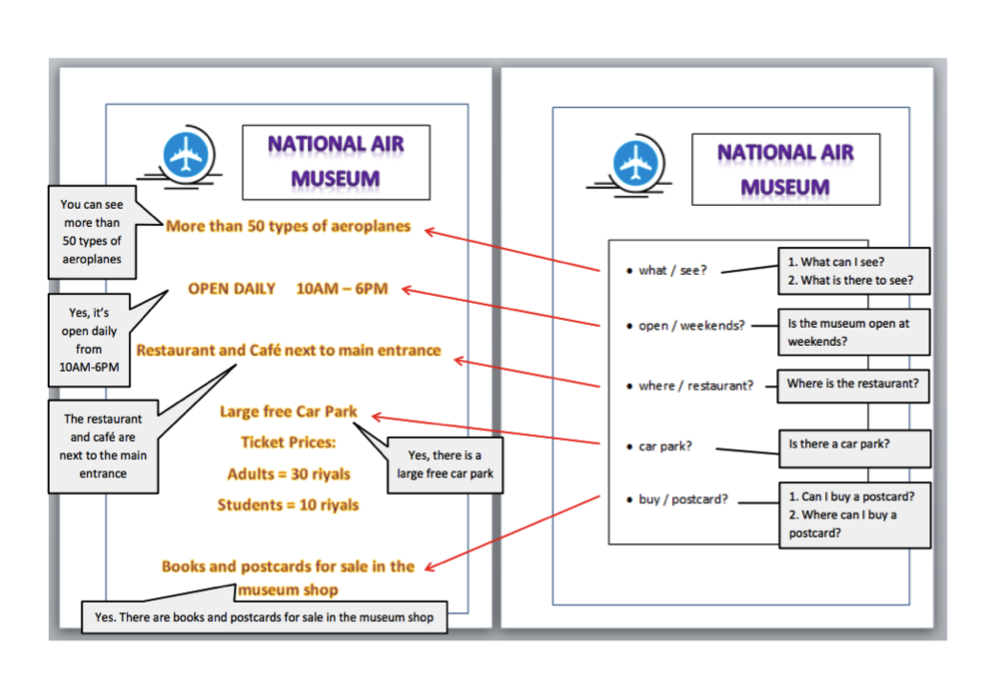 NATIONAL AIR
MUSEUM
You can see
more than
50 types of
aeroplanes
More than 50 types of aeroplanes
OPEN DAILY 10AM – 6PM
Yes, it's
open daily
from
10AM-6PM
Restaurant and Café next to main entrance
The restaurant
and café are
next to the main
entrance
Large free Car Park
Yes, there is a
large free car park
Ticket Prices:
Adults = 30 riyals
Students = 10 riyals
Books and postcards for sale in the
museum shop
Yes. There are books and postcards for sale in the museum shop
NATIONAL AIR
MUSEUM
• what / see?
1. What can I see?
2. What is there to see?
• open / weekends?
Is the museum open at
weekends?
• where / restaurant?
Where is the restaurant?
• car park?
Is there a car park?
• buy / postcard?
1. Can I buy a postcard?
2. Where can I buy a
postcard?